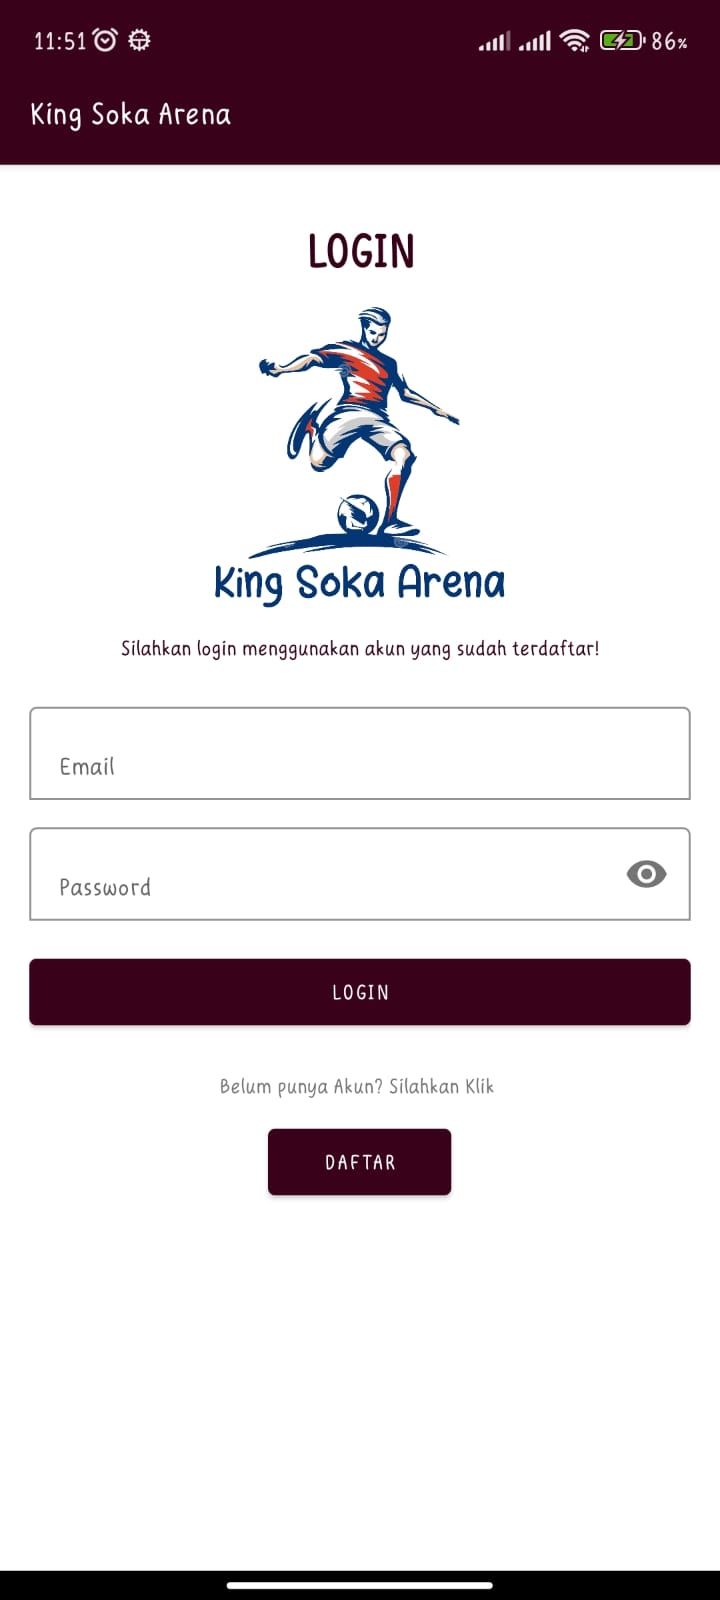 11:51 86%
King Soka Arena
LOGIN
King Soka Arena
Silahkan login menggunakan akun yang sudah terdaftar!
Email
Password
LOGIN
Belum punya Akun? Silahkan Klik
DAFTAR